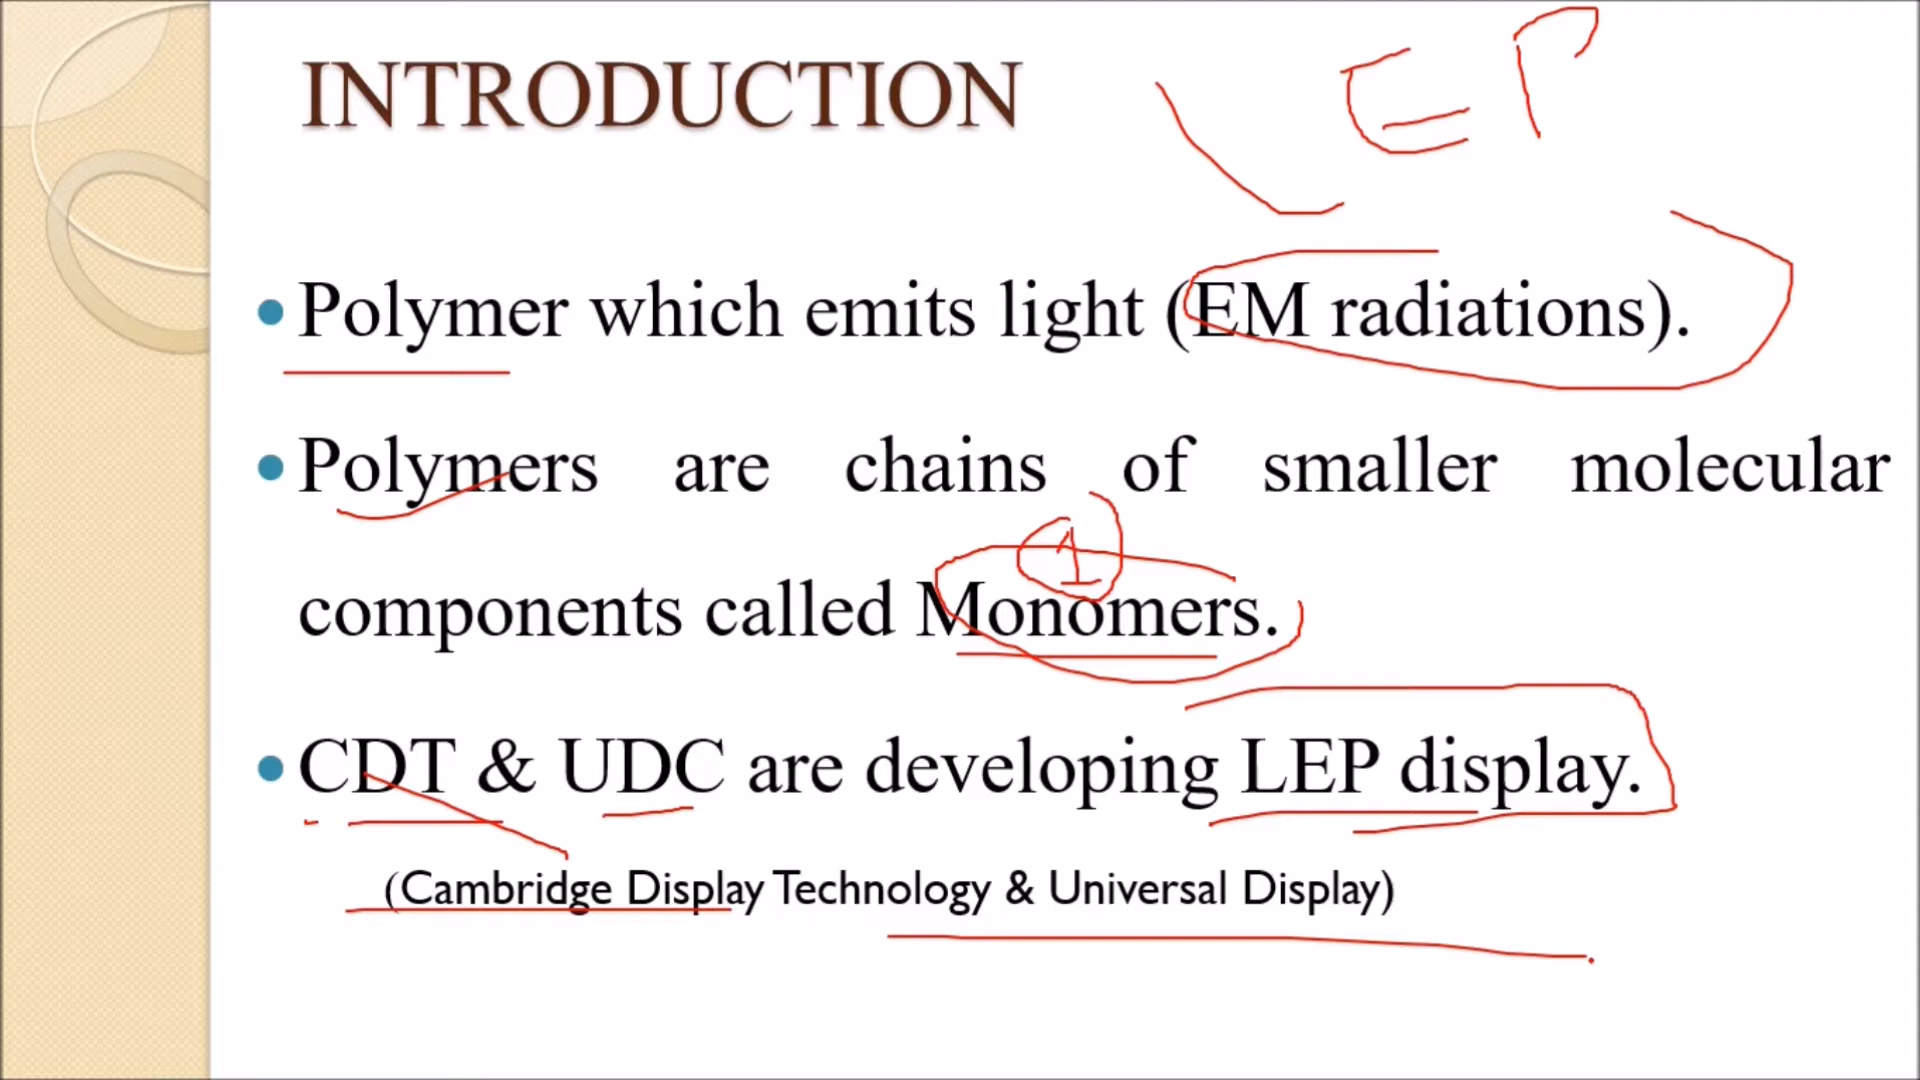 INTRODUCTION
LEP
Polymer which emits light (EM radiations).
Polymers are chains of smaller molecular
1
components called Monomers.
CDT & UDC are developing LEP display.
(Cambridge Display Technology & Universal Display)